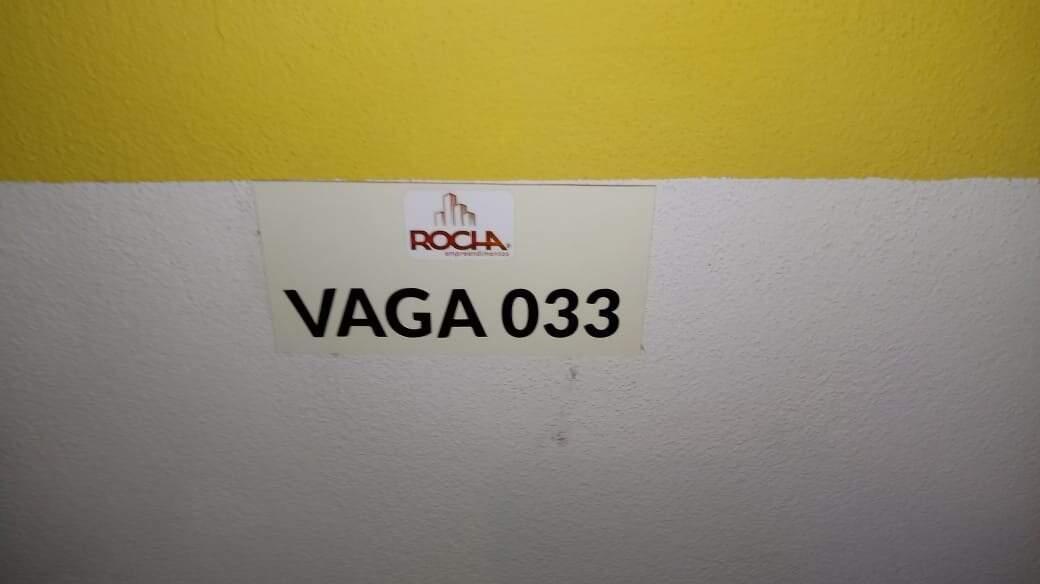 ROCHA
empreendimentos
VAGA 033